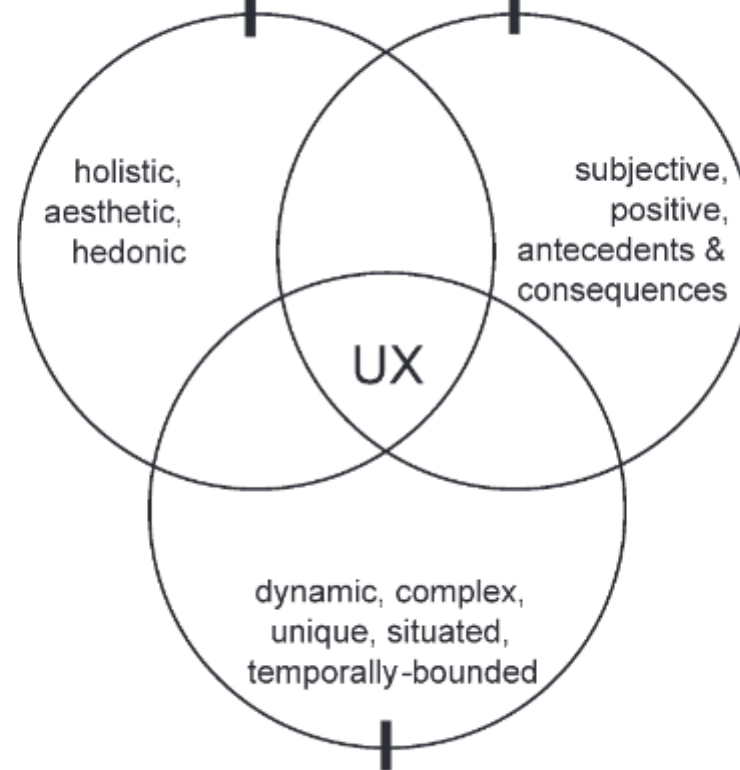 holistic,
aesthetic,
hedonic
subjective,
positive,
antecedents &
consequences
UX
dynamic, complex,
unique, situated,
temporally-bounded